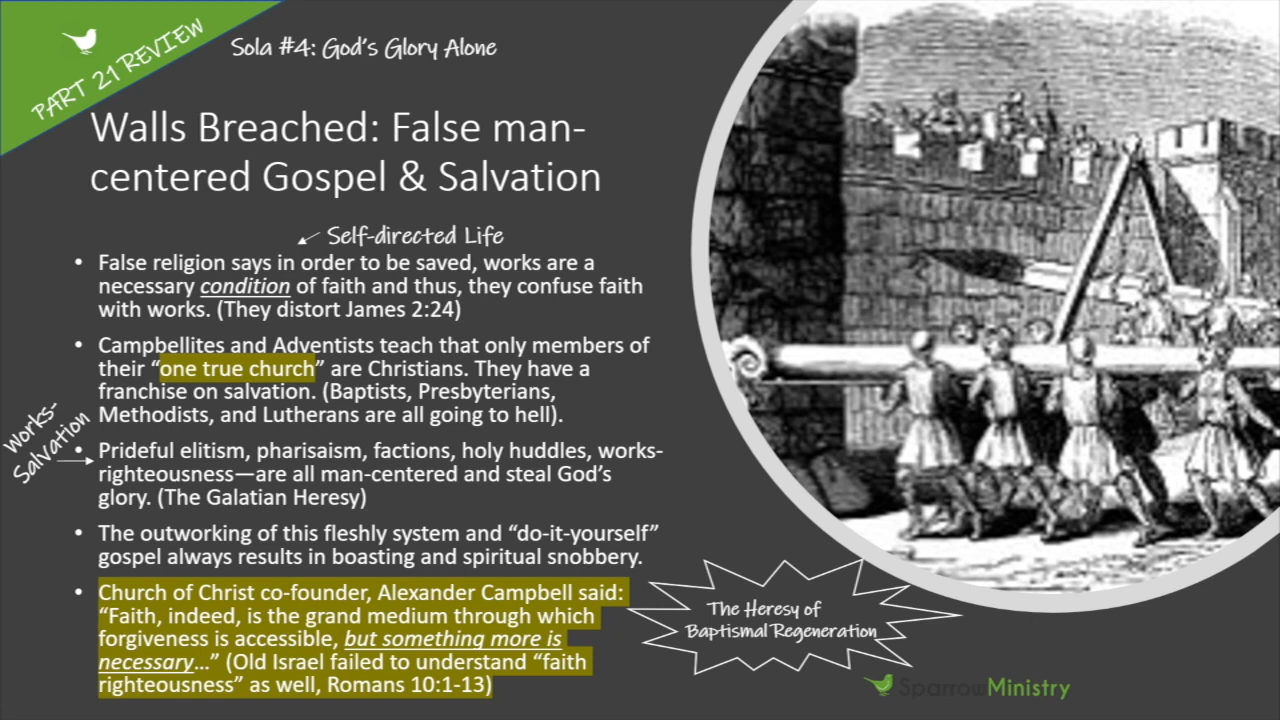 PART 21 REVIEW
Sola #4: God's Glory Alone
Walls Breached: False man-
centered Gospel & Salvation
Self-directed Life
• False religion says in order to be saved, works are a
necessary condition of faith and thus, they confuse faith
with works. (They distort James 2:24)
• Campbellites and Adventists teach that only members of
their “one true church” are Christians. They have a
franchise on salvation. (Baptists, Presbyterians,
Methodists, and Lutherans are all going to hell).
Works-
Salvation
• Prideful elitism, pharisaism, factions, holy huddles, works-
righteousness—are all man-centered and steal God’s
glory. (The Galatian Heresy)
• The outworking of this fleshly system and “do-it-yourself”
gospel always results in boasting and spiritual snobbery.
• Church of Christ co-founder, Alexander Campbell said:
“Faith, indeed, is the grand medium through which
forgiveness is accessible, but something more is
necessary…” (Old Israel failed to understand “faith
righteousness” as well, Romans 10:1-13)
The Heresy of
Baptismal Regeneration
SparrowMinistry